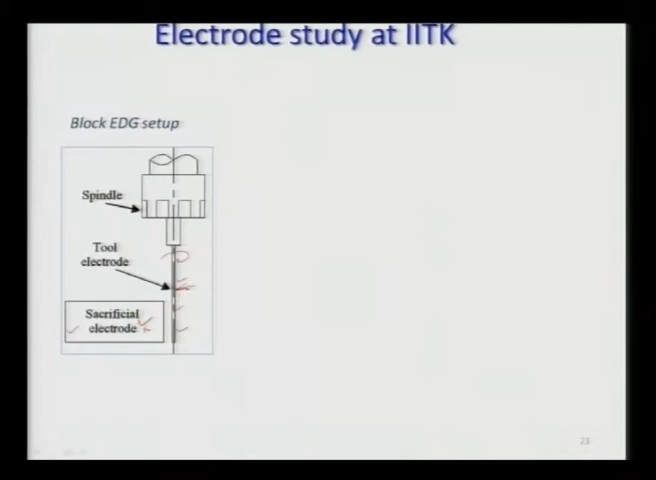 Electrode study at IITK
Block EDG setup
Spindle
Tool
electrode
Sacrificial
electrode
23